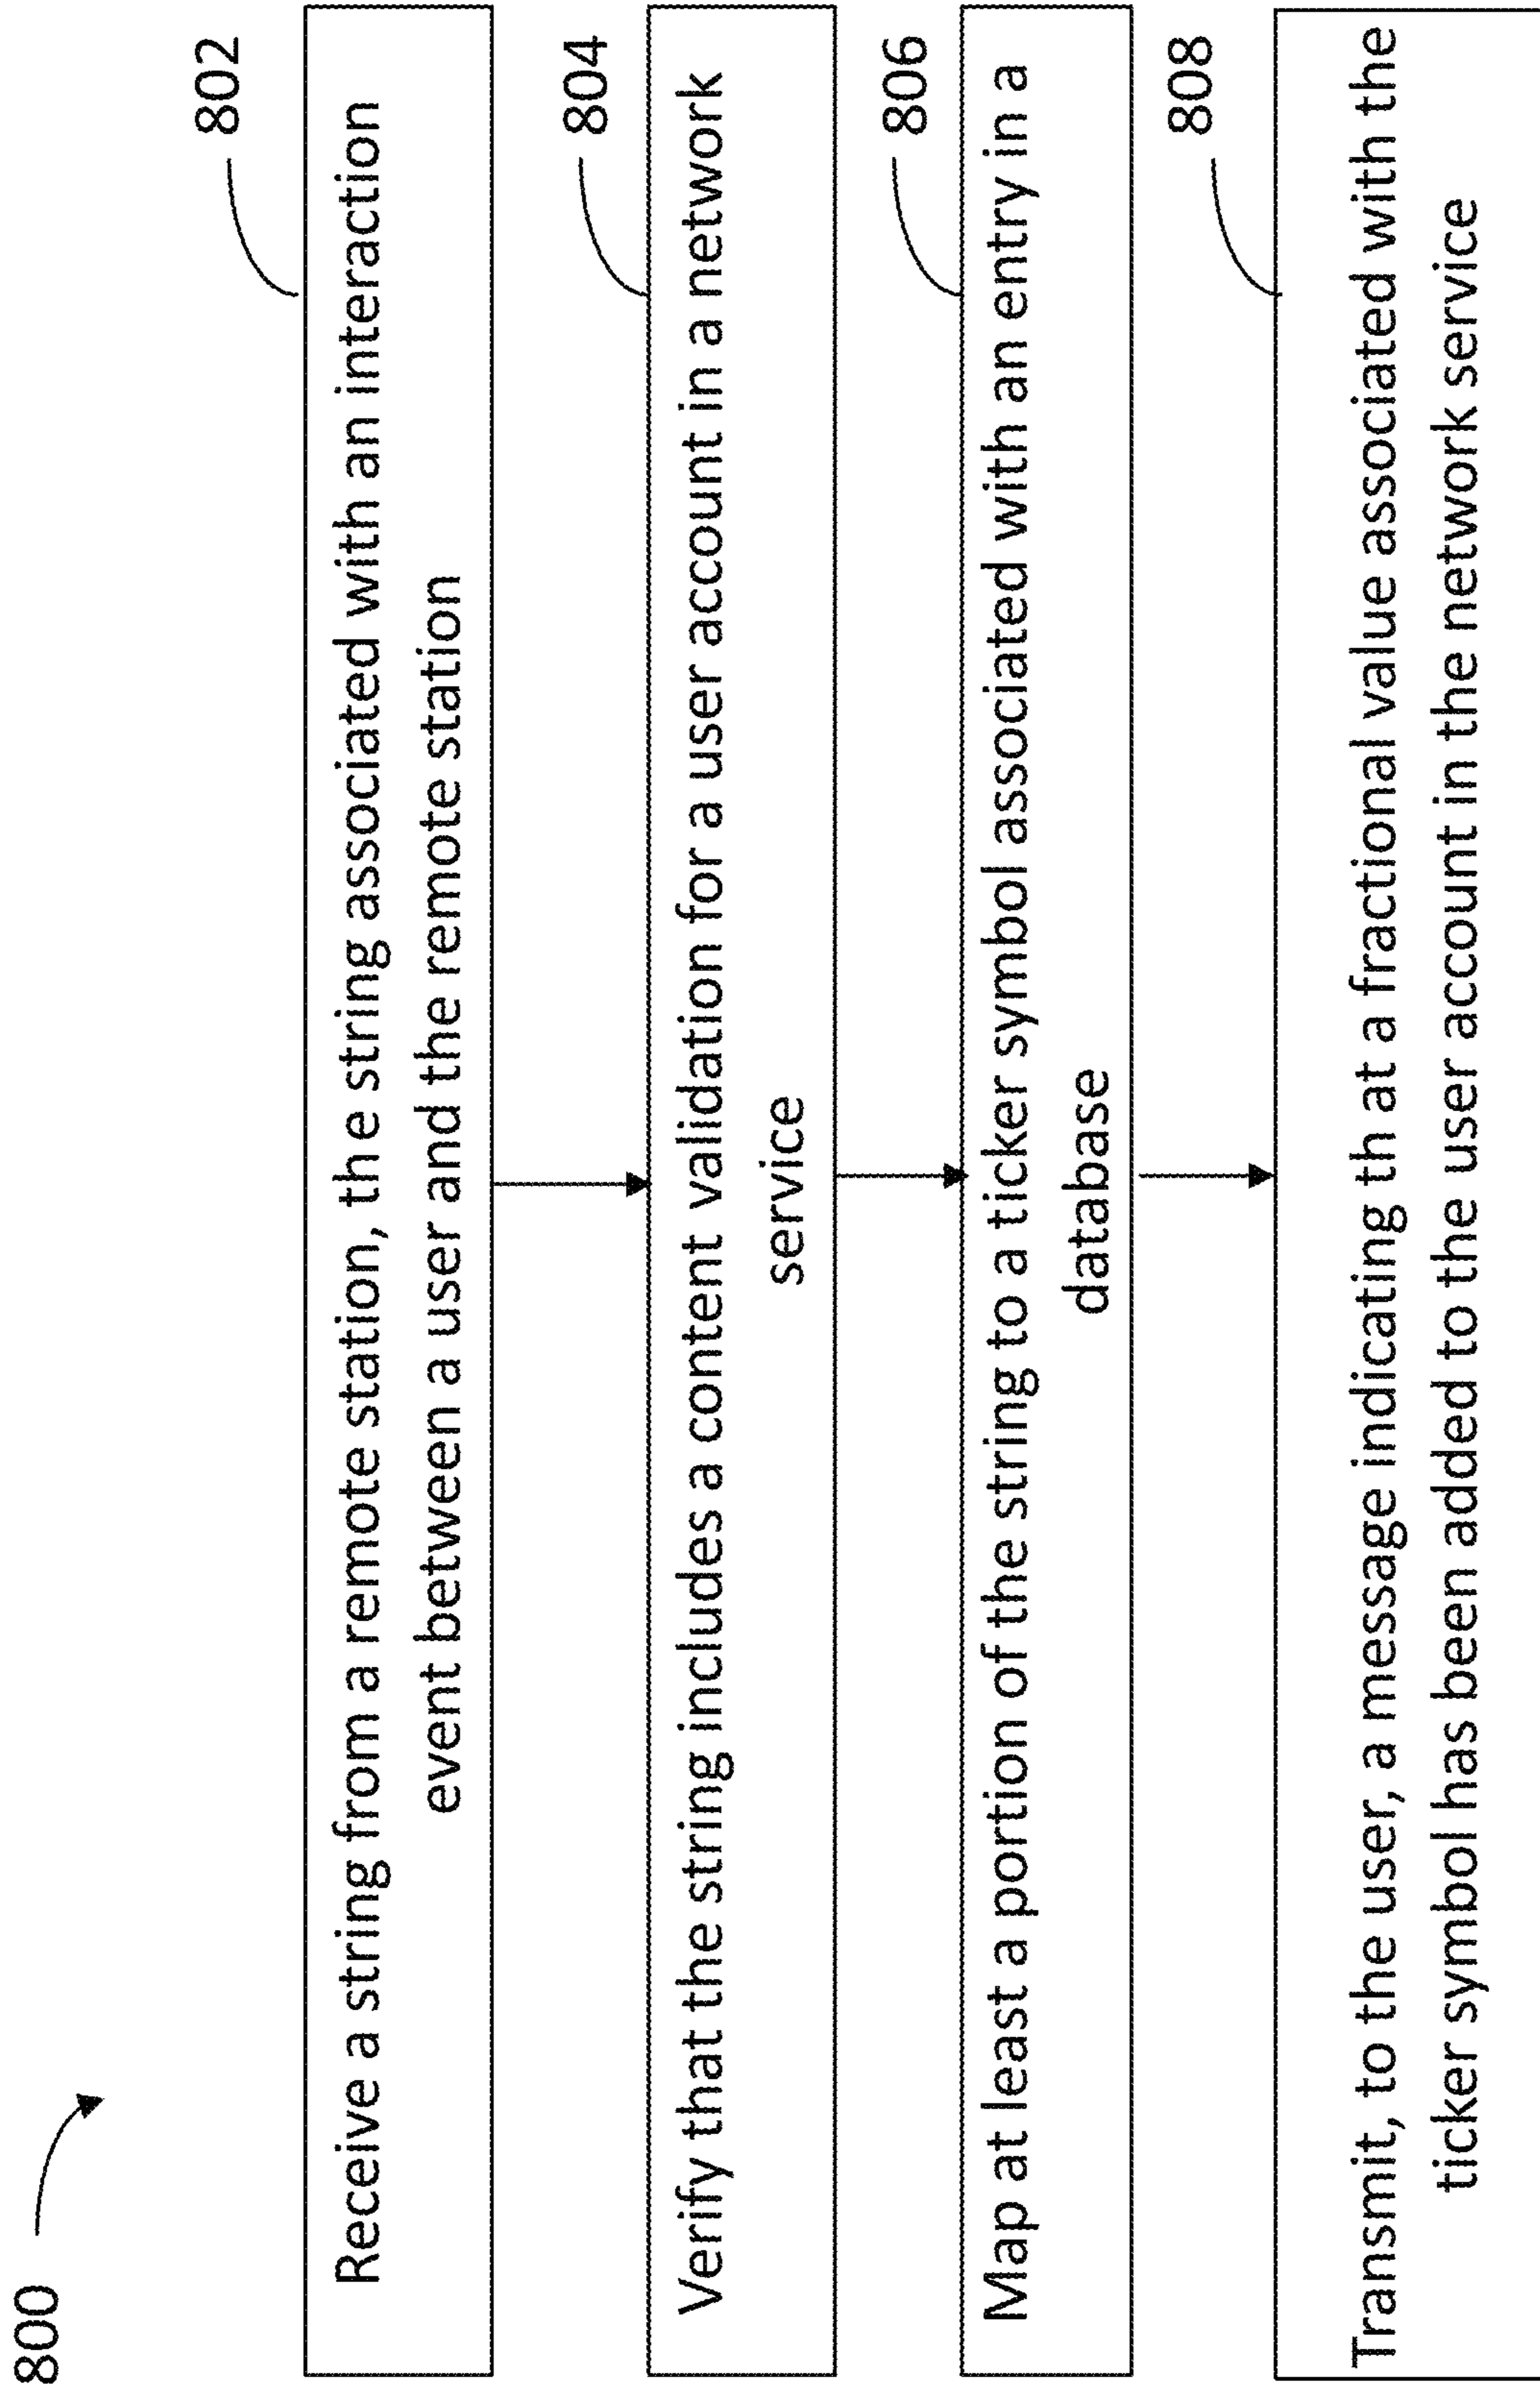 800
802
Receive a string from a remote station, the string associated with an interaction
event between a user and the remote station
804
Verify that the string includes a content validation for a user account in a network
service
806
Map at least a portion of the string to a ticker symbol associated with an entry in a
database
808
Transmit, to the user, a message indicating th at a fractional value associated with the
ticker symbol has been added to the user account in the network service